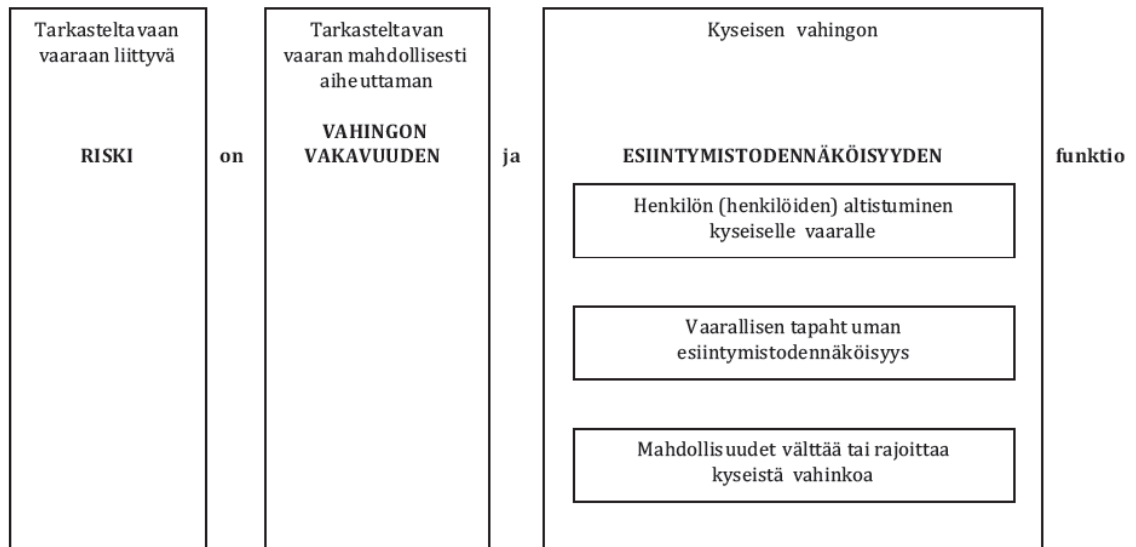 Tarkasteltavaan
vaaraan liittyvä
RISKI
on
Tarkasteltavan
vaaran mahdollisesti
aiheuttaman
VAHINGON
VAKAVUUDEN
ja
Kyseisen vahingon
ESIINTYMISTODENNÄKÖISYYDEN
Henkilön (henkilöiden) altistuminen
kyseiselle vaaralle
Vaarallisen tapahtuman
esiintymistodennäköisyys
Mahdollisuudet välttää tai rajoittaa
kyseistä vahinkoa
funktio